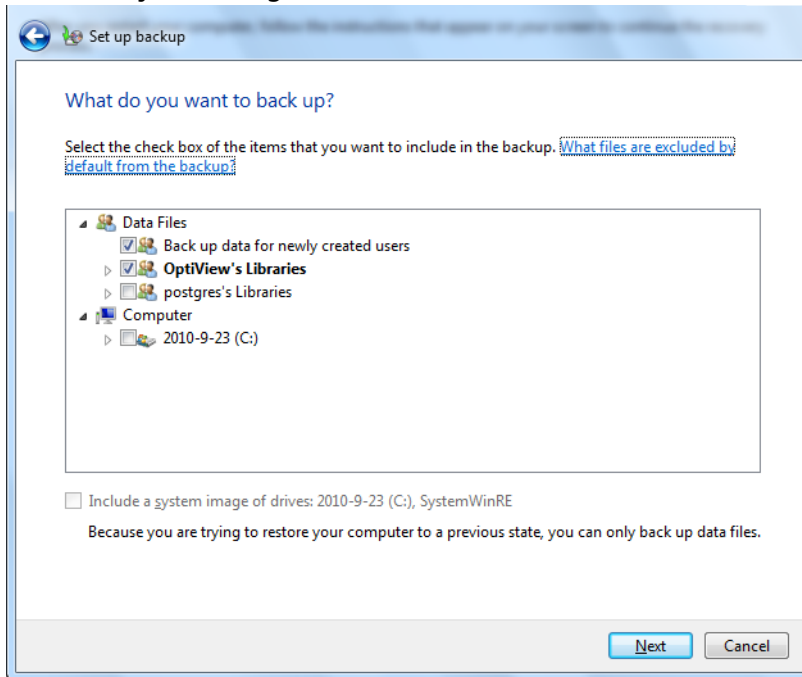 Set up backup
What do you want to back up?
Select the check box of the items that you want to include in the backup. What files are excluded by
default from the backup?
Data Files
Back up data for newly created users
OptiView's Libraries
postgres's Libraries
Computer
2010-9-23 (C:)
Include a system image of drives: 2010-9-23 (C:), SystemWinRE
Because you are trying to restore your computer to a previous state, you can only back up data files.
Next Cancel